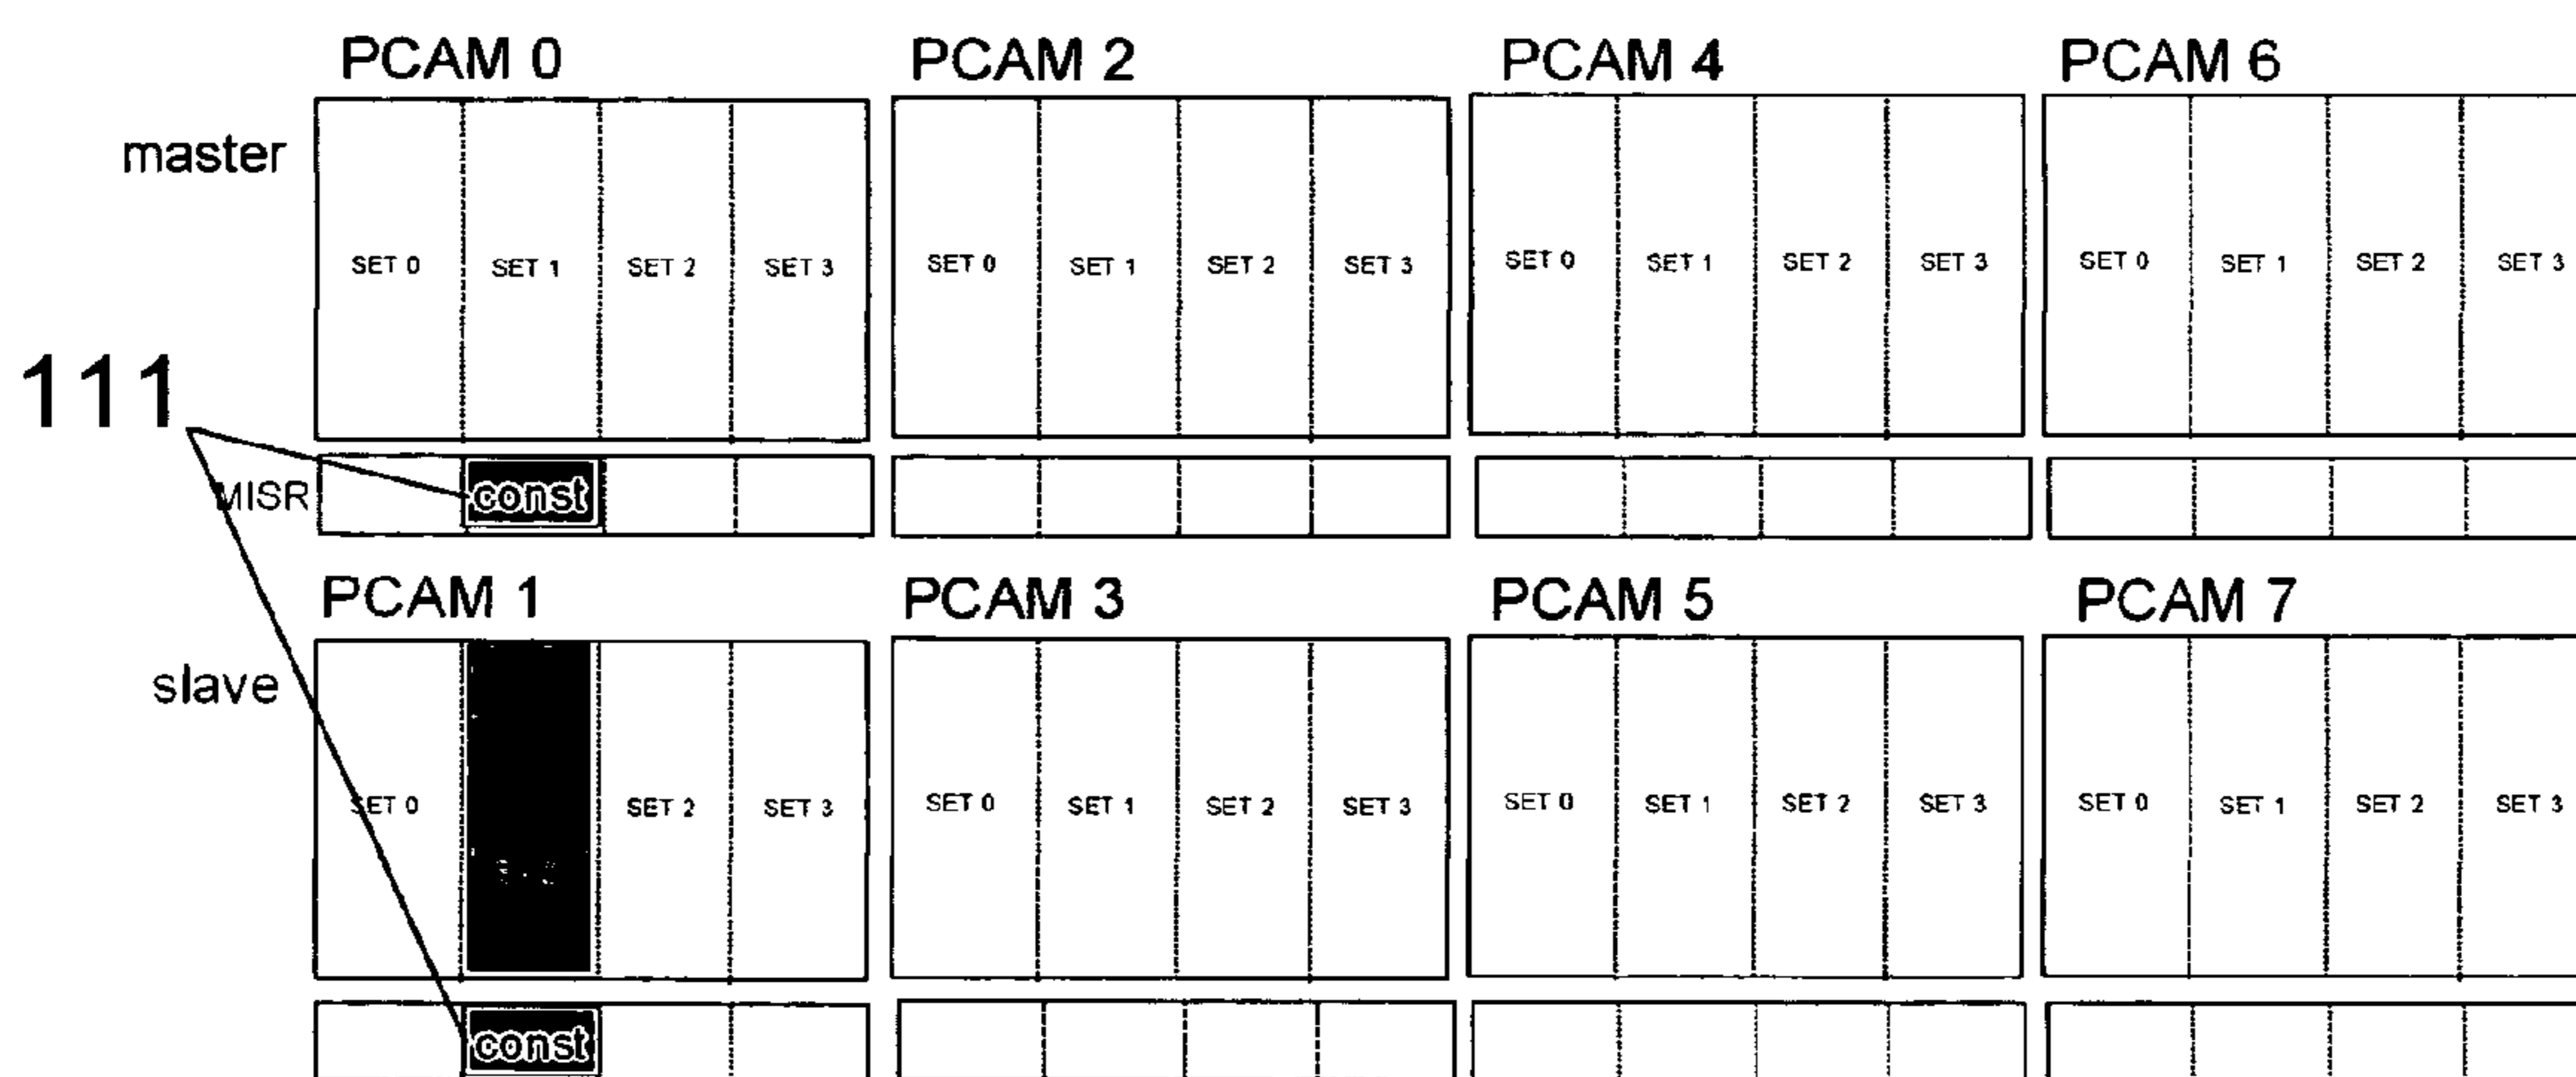 PCAM 0 PCAM 2 PCAM 4 PCAM 6
master
SET 0 SET 1 SET 2 SET 3 SET 0 SET 1 SET 2 SET 3 SET 0 SET 1 SET 2 SET 3 SET 0 SET 1 SET 2 SET 3
111
MISR const
PCAM 1 PCAM 3 PCAM 5 PCAM 7
slave
SET 0 SET 2 SET 3 SET 0 SET 1 SET 2 SET 3 SET 0 SET 1 SET 2 SET 3 SET 0 SET 1 SET 2 SET 3
const